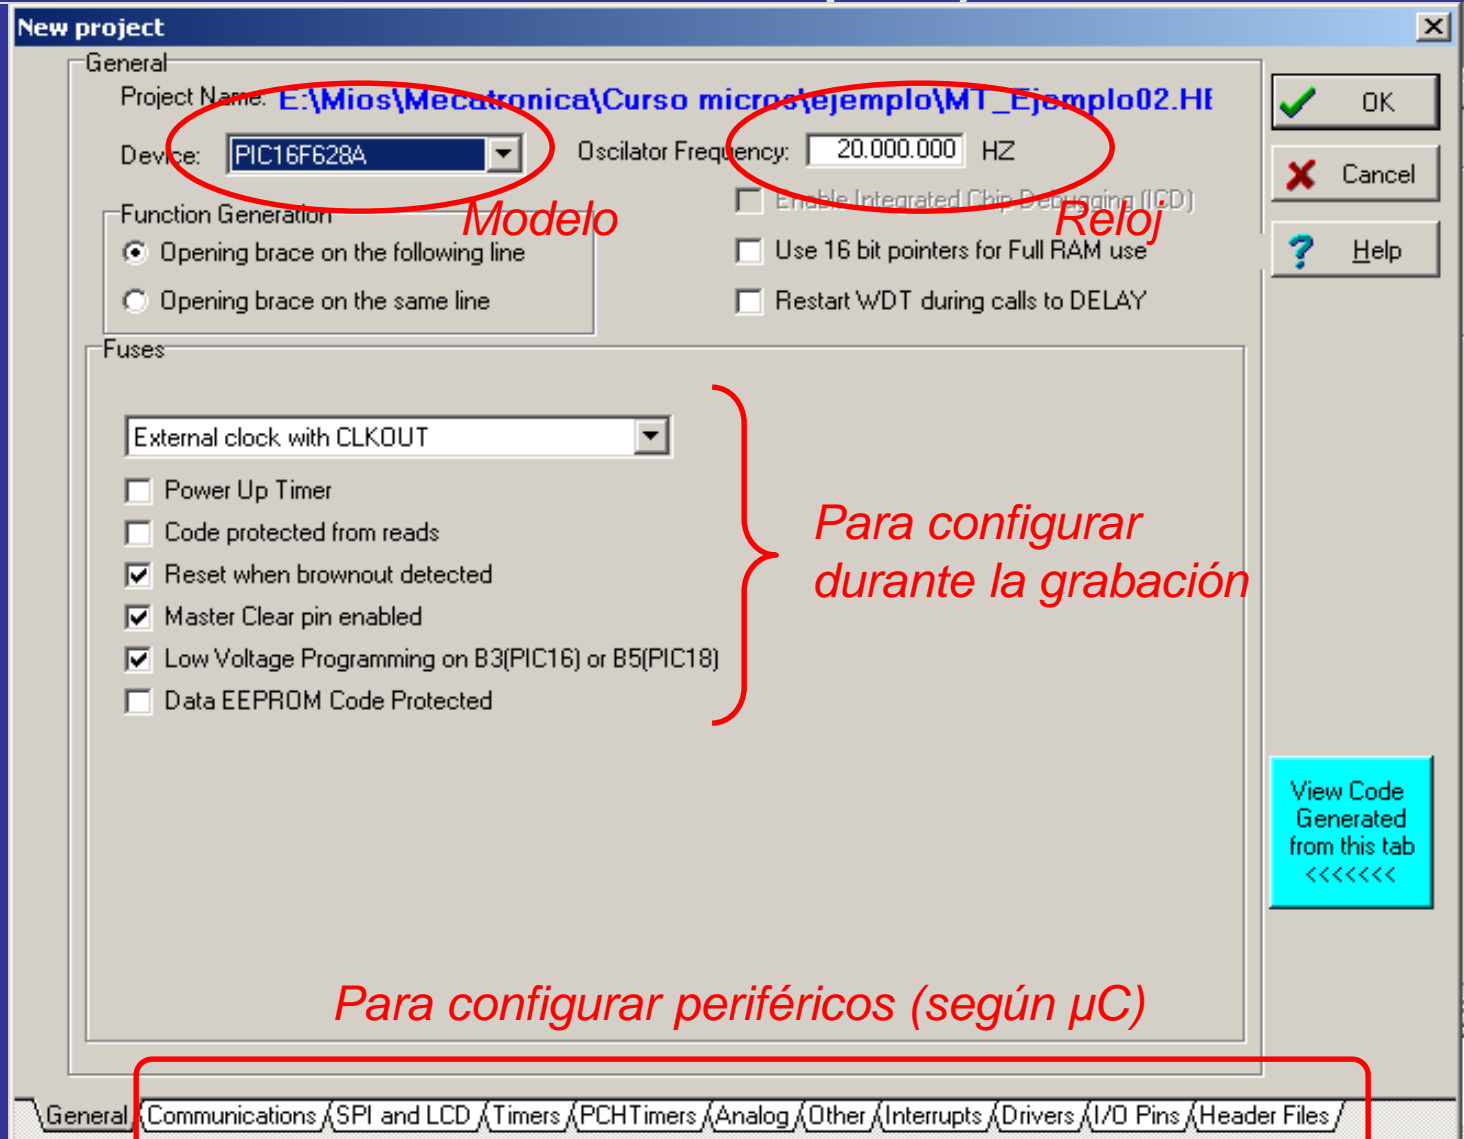 New project
General
Project Name: E:\Mios\Mecatronica\Curso micros\ejemplo\MT_Ejemplo02.HE
OK
Device: PIC16F628A Oscilator Frequency: 20.000.000 HZ
Cancel
Enable Integrated Chip Debugging (ICD)
Function Generation
Modelo
Reloj
Opening brace on the following line
Use 16 bit pointers for Full RAM use
Help
Opening brace on the same line
Restart WDT during calls to DELAY
Fuses
External clock with CLKOUT
Power Up Timer
Code protected from reads
Reset when brownout detected
Master Clear pin enabled
Low Voltage Programming on B3(PIC16) or B5(PIC18)
Data EEPROM Code Protected
Para configurar
durante la grabación
View Code
Generated
from this tab
<<<<<<<
Para configurar periféricos (según µC)
General Communications SPI and LCD Timers PCHTimers Analog Other Interrupts Drivers I/O Pins Header Files